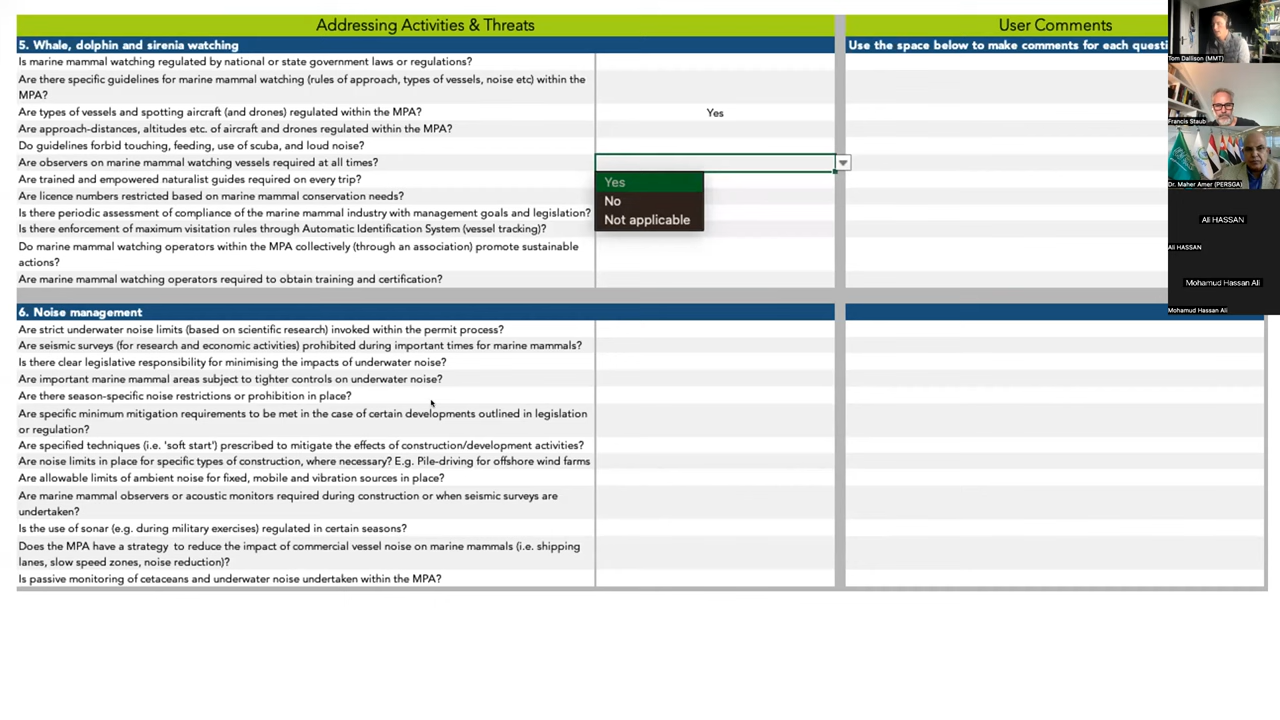 Addressing Activities & Threats
User Comments
5. Whale, dolphin and sirenia watching
Use the space below to make comments for each questi
Is marine mammal watching regulated by national or state government laws or regulations?
Are there specific guidelines for marine mammal watching (rules of approach, types of vessels, noise etc) within the
MPA?
Are types of vessels and spotting aircraft (and drones) regulated within the MPA?
Yes
Are approach-distances, altitudes etc. of aircraft and drones regulated within the MPA?
Do guidelines forbid touching, feeding, use of scuba, and loud noise?
Are observers on marine mammal watching vessels required at all times?
Are trained and empowered naturalist guides required on every trip?
Are licence numbers restricted based on marine mammal conservation needs?
Is there periodic assessment of compliance of the marine mammal industry with management goals and legislation?
Is there enforcement of maximum visitation rules through Automatic Identification System (vessel tracking)?
Do marine mammal watching operators within the MPA collectively (through an association) promote sustainable
actions?
Are marine mammal watching operators required to obtain training and certification?
Yes
No
Not applicable
6. Noise management
Are strict underwater noise limits (based on scientific research) invoked within the permit process?
Are seismic surveys (for research and economic activities) prohibited during important times for marine mammals?
Is there clear legislative responsibility for minimising the impacts of underwater noise?
Are important marine mammal areas subject to tighter controls on underwater noise?
Are there season-specific noise restrictions or prohibition in place?
Are specific minimum mitigation requirements to be met in the case of certain developments outlined in legislation
or regulation?
Are specified techniques (i.e. 'soft start') prescribed to mitigate the effects of construction/development activities?
Are noise limits in place for specific types of construction, where necessary? E.g. Pile-driving for offshore wind farms
Are allowable limits of ambient noise for fixed, mobile and vibration sources in place?
Are marine mammal observers or acoustic monitors required during construction or when seismic surveys are
undertaken?
Is the use of sonar (e.g. during military exercises) regulated in certain seasons?
Does the MPA have a strategy to reduce the impact of commercial vessel noise on marine mammals (i.e. shipping
lanes, slow speed zones, noise reduction)?
Is passive monitoring of cetaceans and underwater noise undertaken within the MPA?
Tom Dallison (MMT)
Francis Staub
Dr. Maher Amer (PERSGA)
Ali HASSAN
Ali HASSAN
Mohamud Hassan Ali
Mohamud Hassan Ali